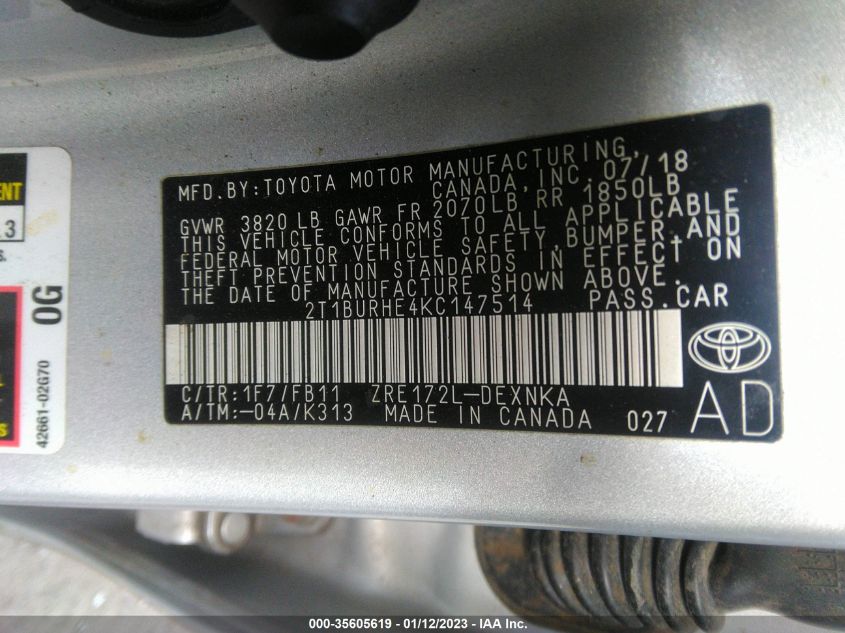 MFD. BY: TOYOTA MOTOR MANUFACTURING,
CANADA, INC. 07/18
GVWR 3820 LB GAWR FR 2070LB RR 1850LB
THIS VEHICLE CONFORMS TO ALL APPLICABLE
FEDERAL MOTOR VEHICLE SAFETY, BUMPER, AND
THEFT PREVENTION STANDARDS IN EFFECT ON
THE DATE OF MANUFACTURE SHOWN ABOVE.
2T1BURHE4KC147514 PASS.CAR
C/TR: 1F7/FB11 ZRE172L-DEXNKA
A/TM: -04A/K313 MADE IN CANADA 027
AD
0G
42661-02G70
000-35605619 - 01/12/2023 - IAA Inc.